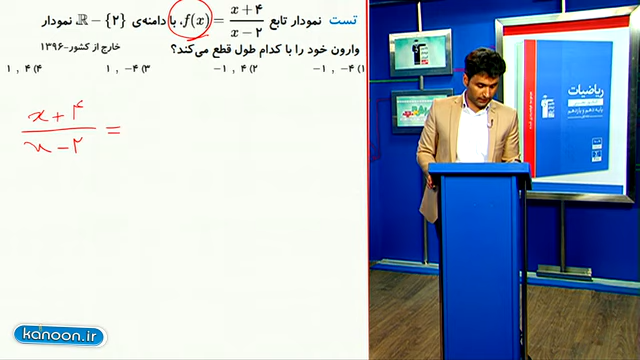 تست نمودار تابع f(x) = (x+۴)/(x−۲)، با دامنه‌ی ℝ − {۲} نمودار
وارون خود را با کدام طول قطع می‌کند؟ خارج از کشور-۱۳۹۶
۱) ۱− , ۱− ۲) ۴ , ۱− ۳) ۴− , ۱ ۴) ۴ , ۱
(x+۴)/(x−۲) =
ریاضیات
kanoon.ir